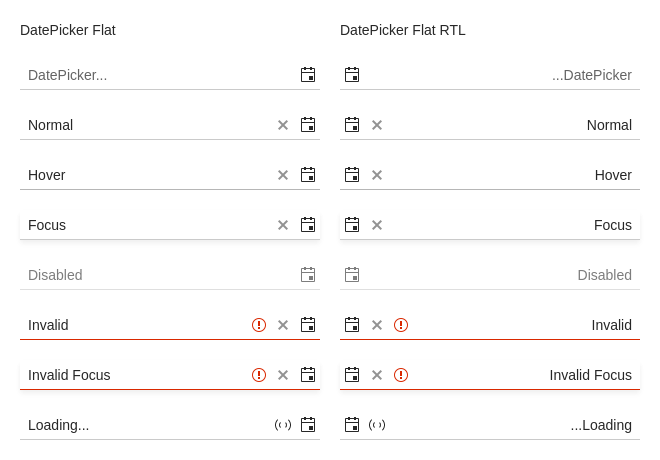 DatePicker Flat
DatePicker...
Normal
Hover
Focus
Disabled
Invalid
Invalid Focus
Loading...
DatePicker Flat RTL
...DatePicker
Normal
Hover
Focus
Disabled
Invalid
Invalid Focus
...Loading